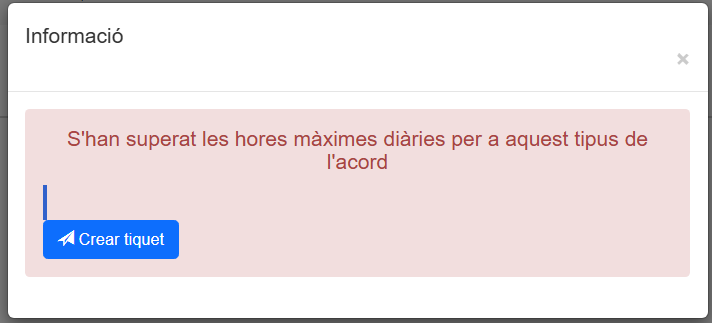 Informació
×
S'han superat les hores màximes diàries per a aquest tipus de
l'acord
Crear tiquet